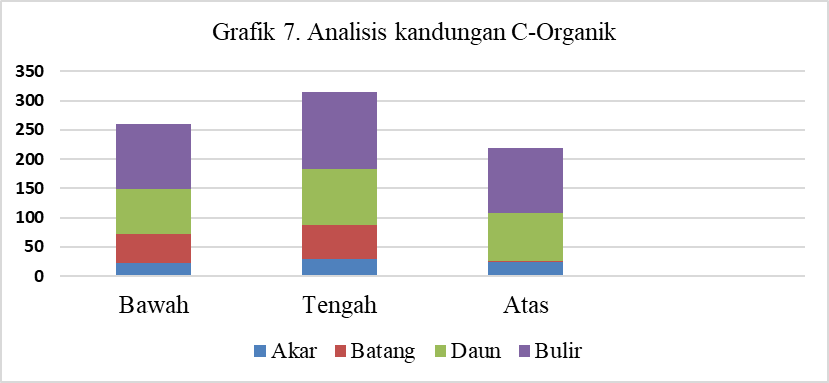 Grafik 7. Analisis kandungan C-Organik
350
300
250
200
150
100
50
0
Bawah Tengah Atas
Akar Batang Daun Bulir